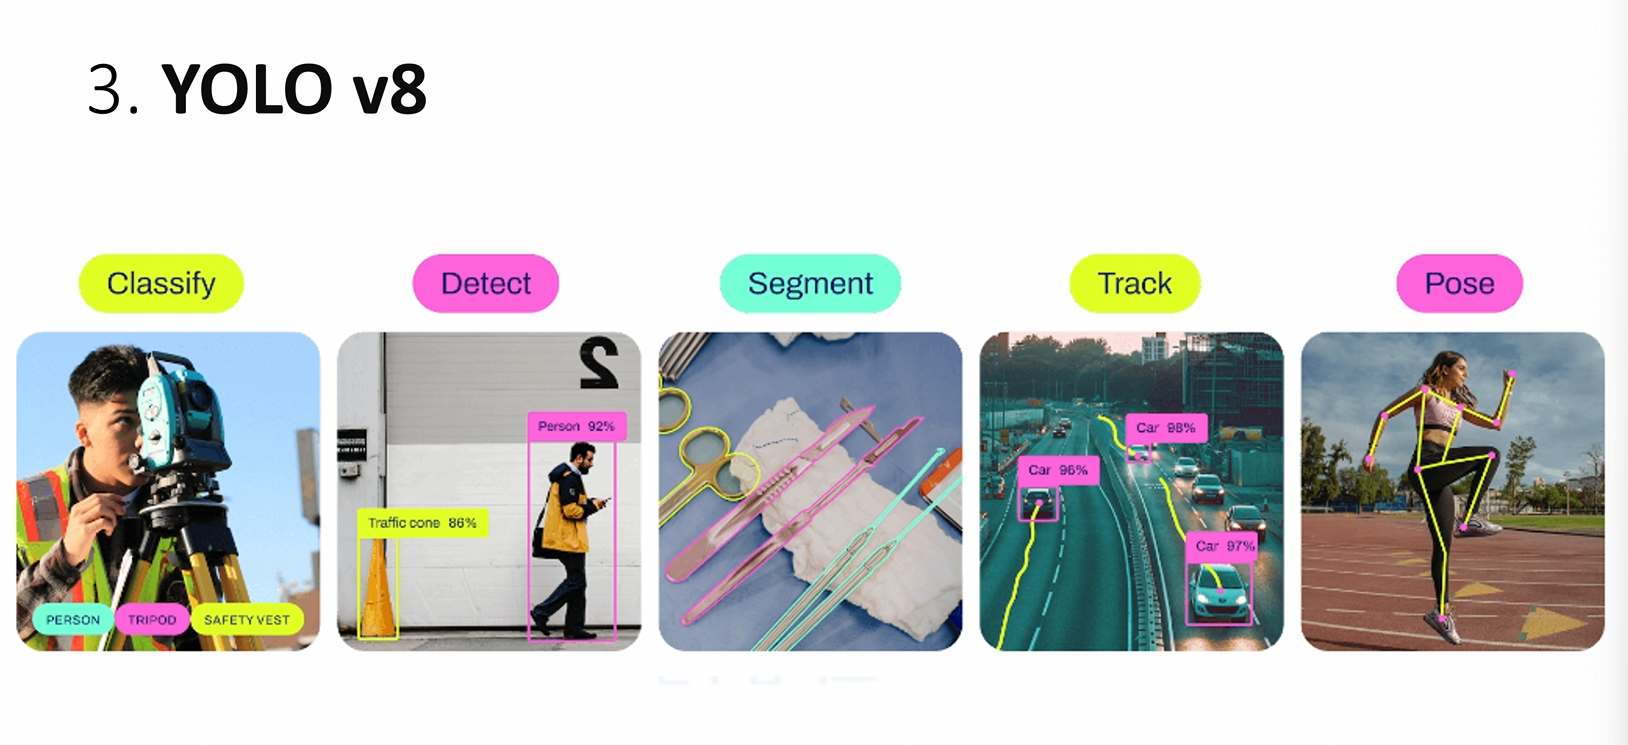 3. YOLO v8
Classify
Detect
Segment
Track
Pose
PERSON
TRIPOD
SAFETY VEST
2
Person 92%
Traffic cone 86%
Car 98%
Car 96%
Car 97%